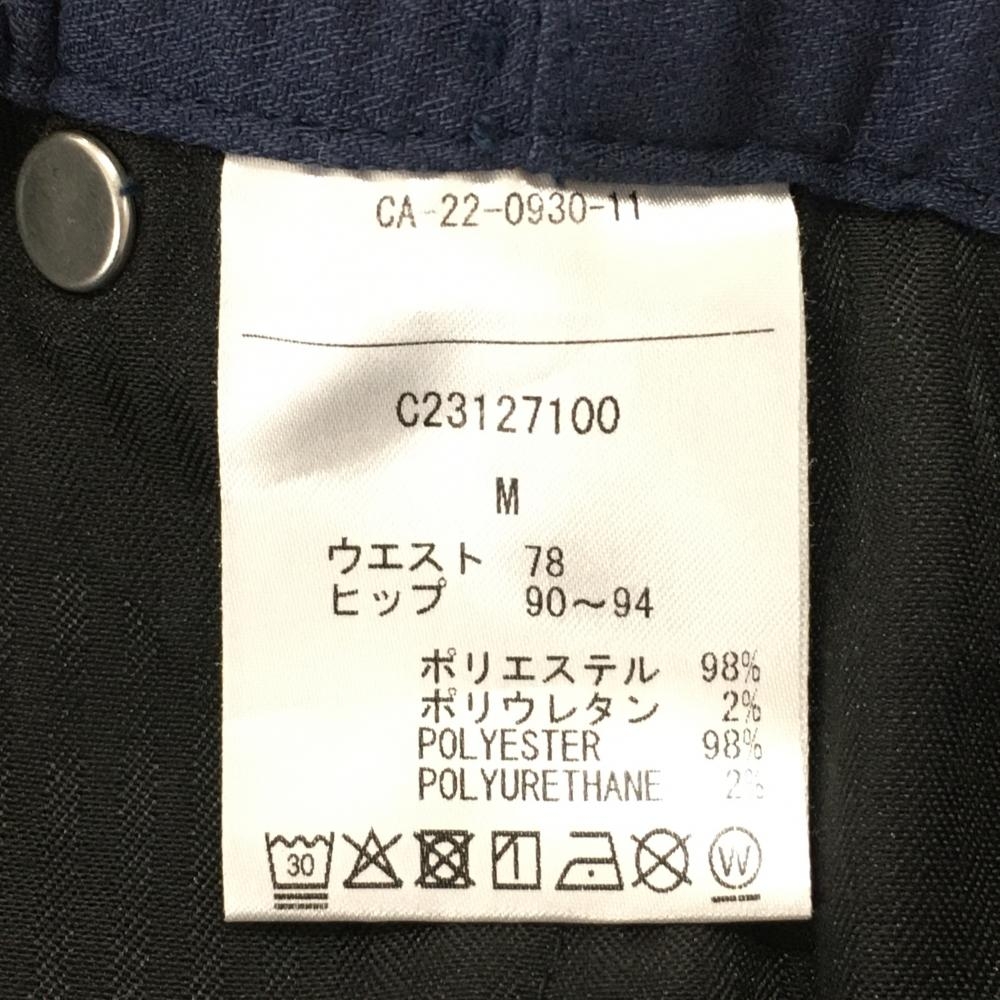 CA-22-0930-11
C23127100
M
ウエスト 78
ヒップ 90～94
ポリエステル 98%
ポリウレタン 2%
POLYESTER 98%
POLYURETHANE 2%
30 W